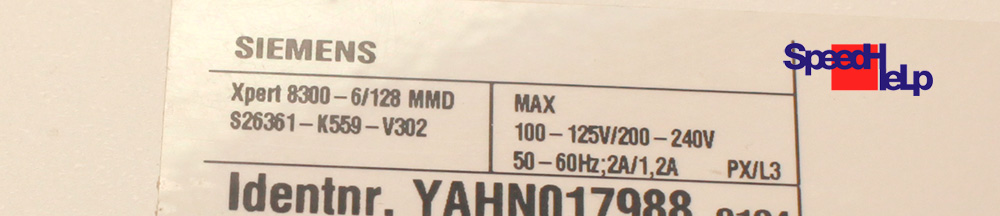 SIEMENS
Xpert 8300-6/128 MMD
S26361-K559-V302
MAX
100-125V/200-240V
50-60Hz;2A/1,2A PX/L3
Identnr. YAHN017988
SpeedHeLp